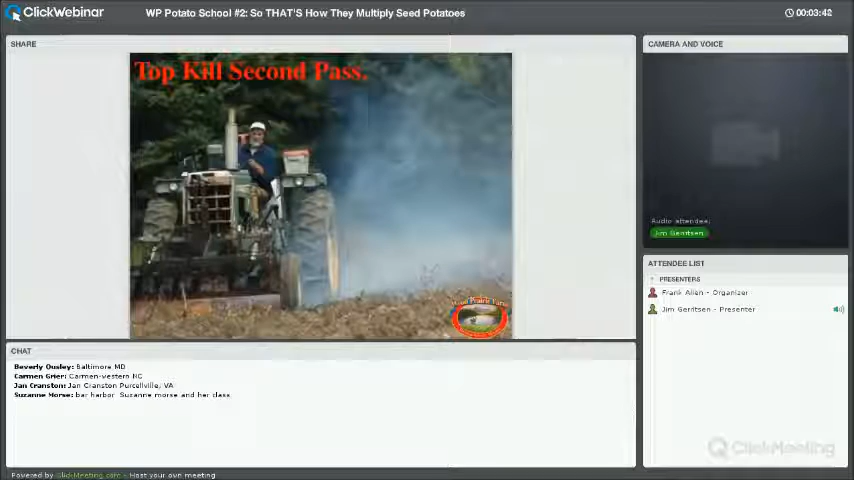 ClickWebinar
WP Potato School #2: So THAT'S How They Multiply Seed Potatoes
00:03:42
SHARE
Top Kill Second Pass.
Wood Prairie Farm
CAMERA AND VOICE
Audio attendee:
Jim Gerritsen
ATTENDEE LIST
PRESENTERS
Frank Allen - Organizer
Jim Gerritsen - Presenter
CHAT
Beverly Ousley: Baltimore MD
Carmen Grier: Carmen-western NC
Jan Cranston: Jan Cranston Purcellville, VA
Suzanne Morse: bar harbor Suzanne morse and her class
ClickMeeting
Powered by ClickMeeting.com - Host your own meeting